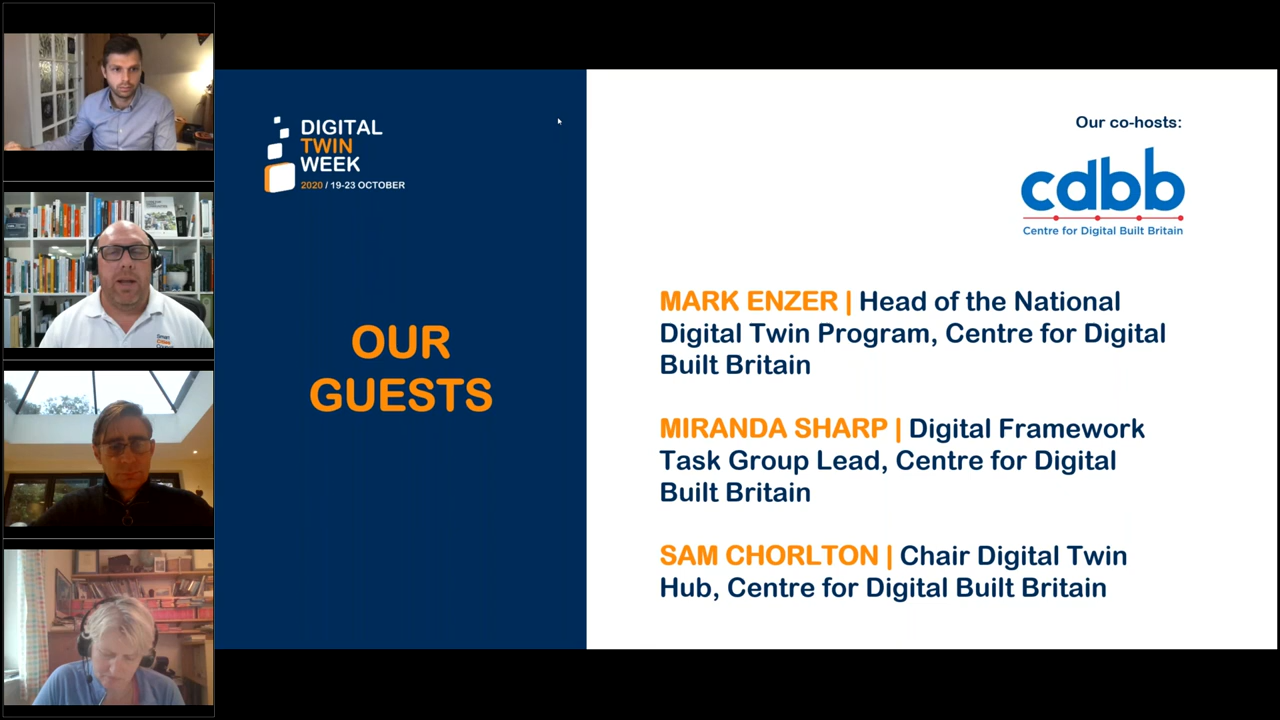 DIGITAL
TWIN
WEEK
2020 / 19-23 OCTOBER
OUR
GUESTS
Our co-hosts:
cdbb
Centre for Digital Built Britain
MARK ENZER | Head of the National
Digital Twin Program, Centre for Digital
Built Britain
MIRANDA SHARP | Digital Framework
Task Group Lead, Centre for Digital
Built Britain
SAM CHORLTON | Chair Digital Twin
Hub, Centre for Digital Built Britain